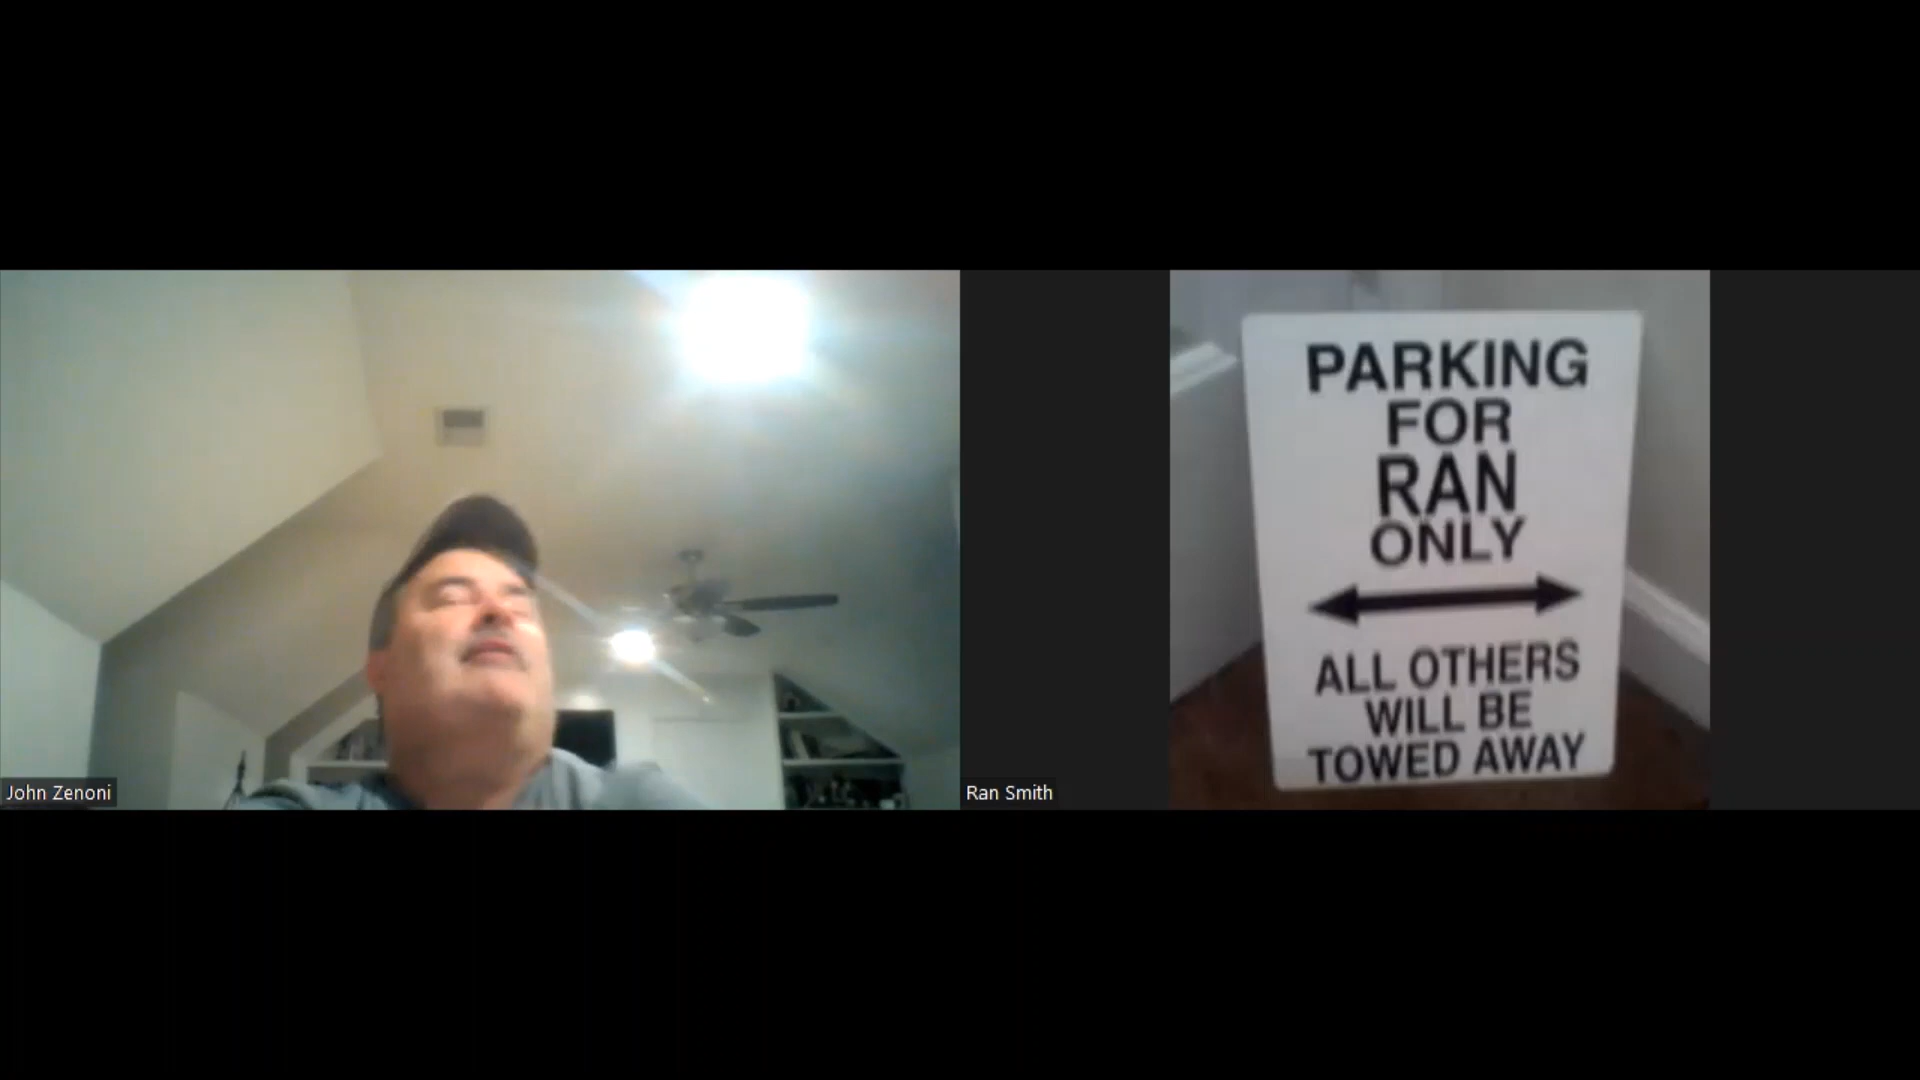 John Zenoni
PARKING
FOR
RAN
ONLY
ALL OTHERS
WILL BE
TOWED AWAY
Ran Smith